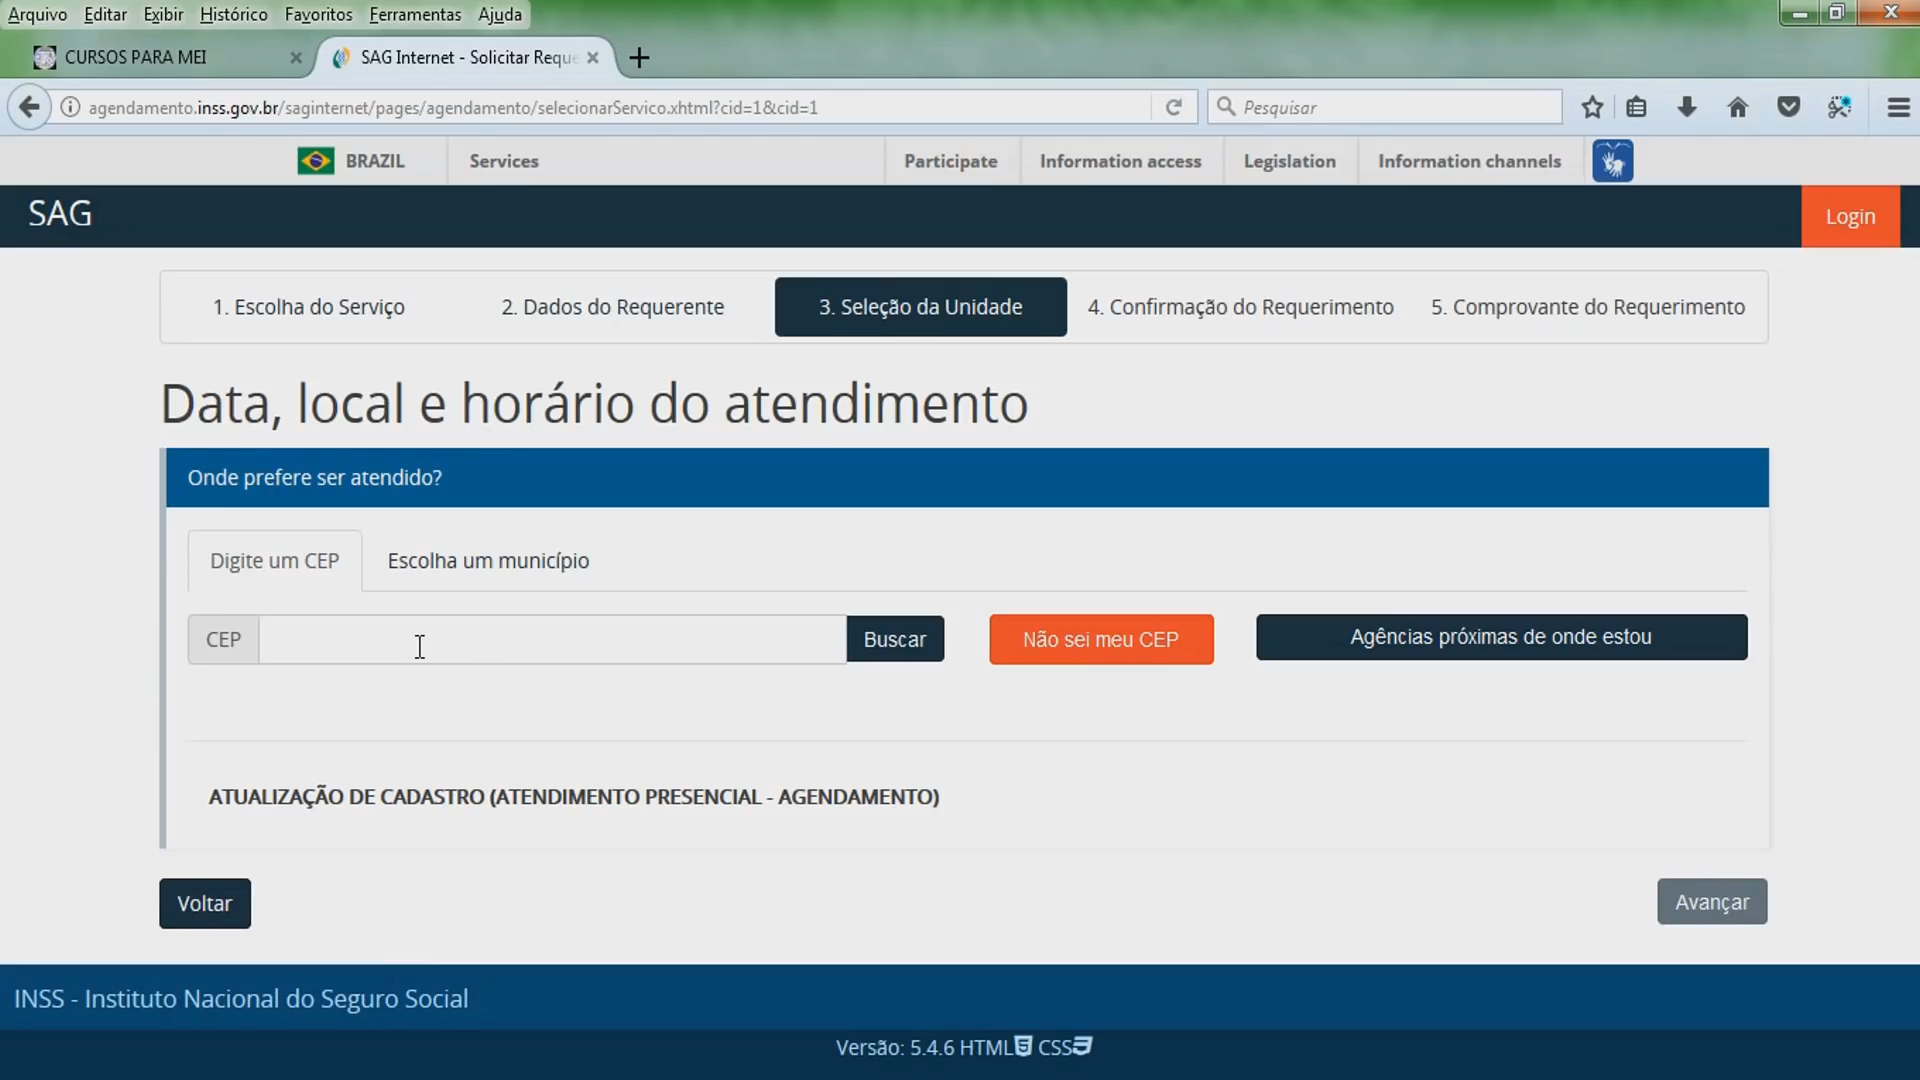 Arquivo Editar Exibir Histórico Favoritos Ferramentas Ajuda
CURSOS PARA MEI
SAG Internet - Solicitar Reque
agendamento.inss.gov.br/saginternet/pages/agendamento/selecionarServico.xhtml?cid=1&cid=1
Pesquisar
BRAZIL Services Participate Information access Legislation Information channels
SAG
Login
1. Escolha do Serviço 2. Dados do Requerente 3. Seleção da Unidade 4. Confirmação do Requerimento 5. Comprovante do Requerimento
Data, local e horário do atendimento
Onde prefere ser atendido?
Digite um CEP Escolha um município
CEP Buscar Não sei meu CEP Agências próximas de onde estou
ATUALIZAÇÃO DE CADASTRO (ATENDIMENTO PRESENCIAL - AGENDAMENTO)
Voltar Avançar
INSS - Instituto Nacional do Seguro Social
Versão: 5.4.6 HTML5 CSS3